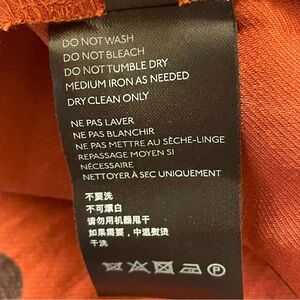 DO NOT WASH
DO NOT BLEACH
DO NOT TUMBLE DRY
MEDIUM IRON AS NEEDED
DRY CLEAN ONLY
NE PAS LAVER
NE PAS BLANCHIR
NE PAS METTRE AU SÈCHE-LINGE
REPASSAGE MOYEN SI
NÉCESSAIRE
NETTOYER À SEC UNIQUEMENT
不要洗
不可漂白
请勿用机器甩干
如果需要，中温熨烫
干洗
P